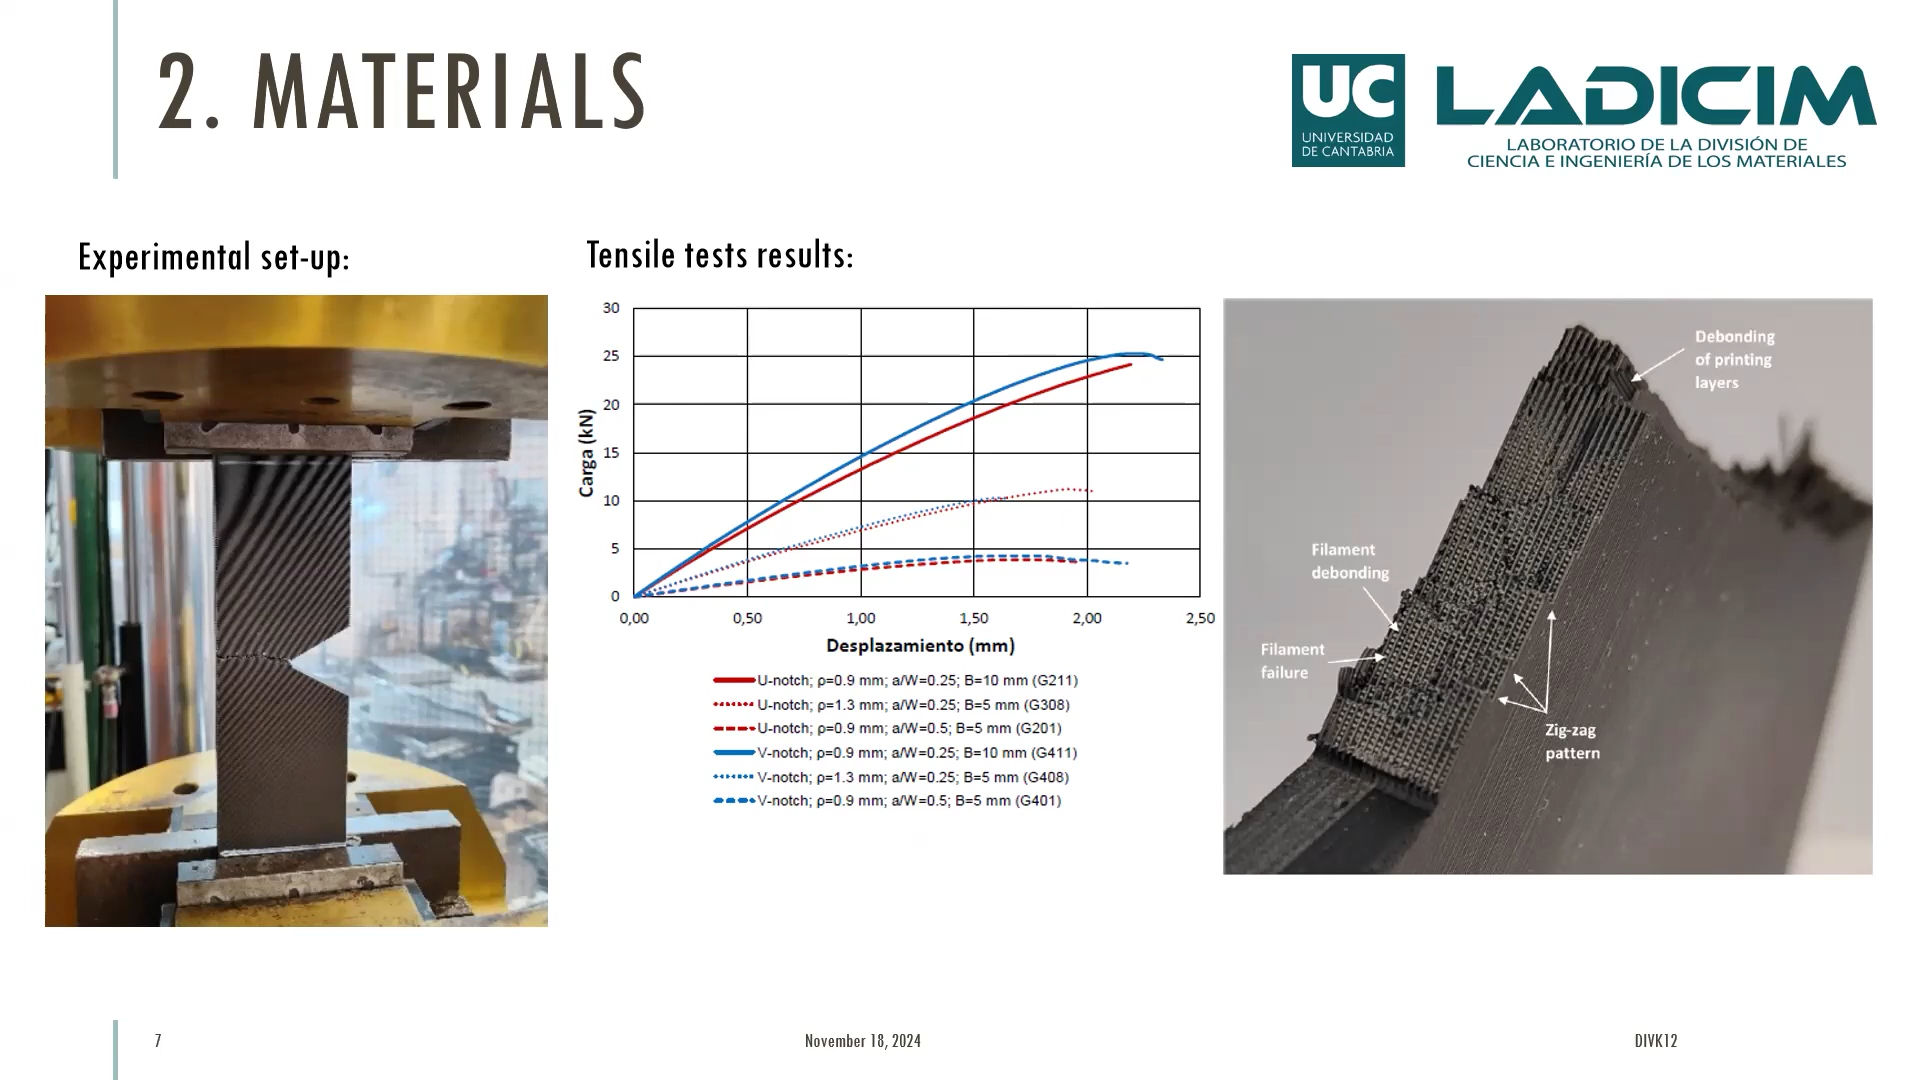 2. MATERIALS
UC
UNIVERSIDAD
DE CANTABRIA
LADICIM
LABORATORIO DE LA DIVISIÓN DE
CIENCIA E INGENIERÍA DE LOS MATERIALES
Experimental set-up:
Tensile tests results:
30
25
20
15
10
5
0
Carga (kN)
0,00 0,50 1,00 1,50 2,00 2,50
Desplazamiento (mm)
U-notch; ρ=0.9 mm; a/W=0.25; B=10 mm (G211)
U-notch; ρ=1.3 mm; a/W=0.25; B=5 mm (G308)
U-notch; ρ=0.9 mm; a/W=0.5; B=5 mm (G201)
V-notch; ρ=0.9 mm; a/W=0.25; B=10 mm (G411)
V-notch; ρ=1.3 mm; a/W=0.25; B=5 mm (G408)
V-notch; ρ=0.9 mm; a/W=0.5; B=5 mm (G401)
Debonding
of printing
layers
Filament
debonding
Filament
failure
Zig-zag
pattern
7
November 18, 2024
DIVK12